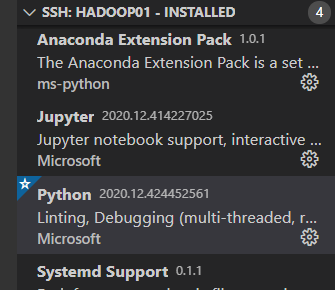 SSH: HADOOP01 - INSTALLED 4
Anaconda Extension Pack 1.0.1
The Anaconda Extension Pack is a set ...
ms-python
Jupyter 2020.12.414227025
Jupyter notebook support, interactive ...
Microsoft
Python 2020.12.424452561
Linting, Debugging (multi-threaded, r...
Microsoft
Systemd Support 0.1.1